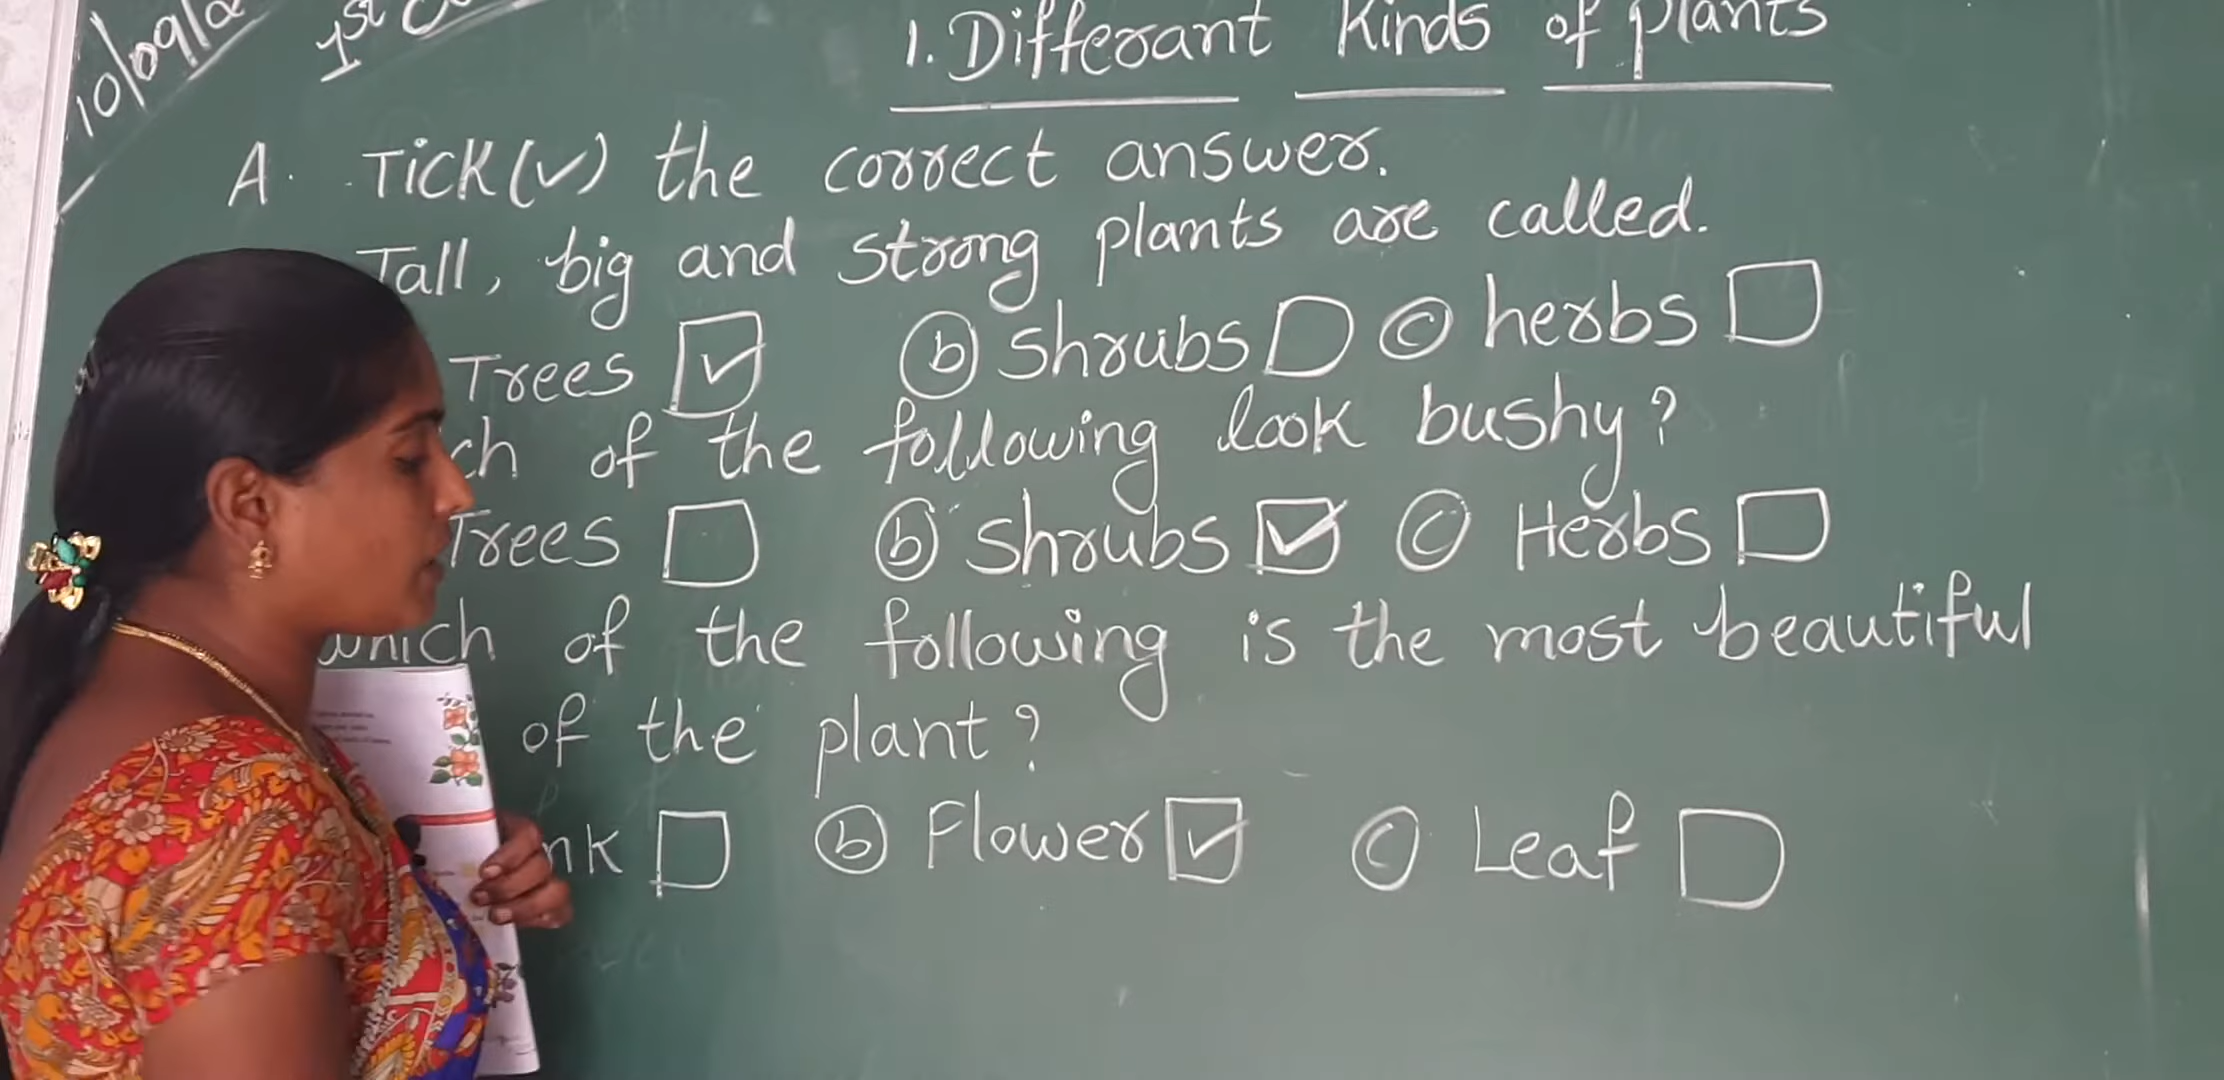 10/09/2
1st
1. Differant Kinds of plants
A. Tick(✓) the correct answer.
Tall, big and strong plants are called.
Trees ✓ b Shrubs c herbs
ch of the following look bushy?
Trees b Shrubs ✓ c Herbs
which of the following is the most beautiful
of the plant?
nk b Flower ✓ c Leaf